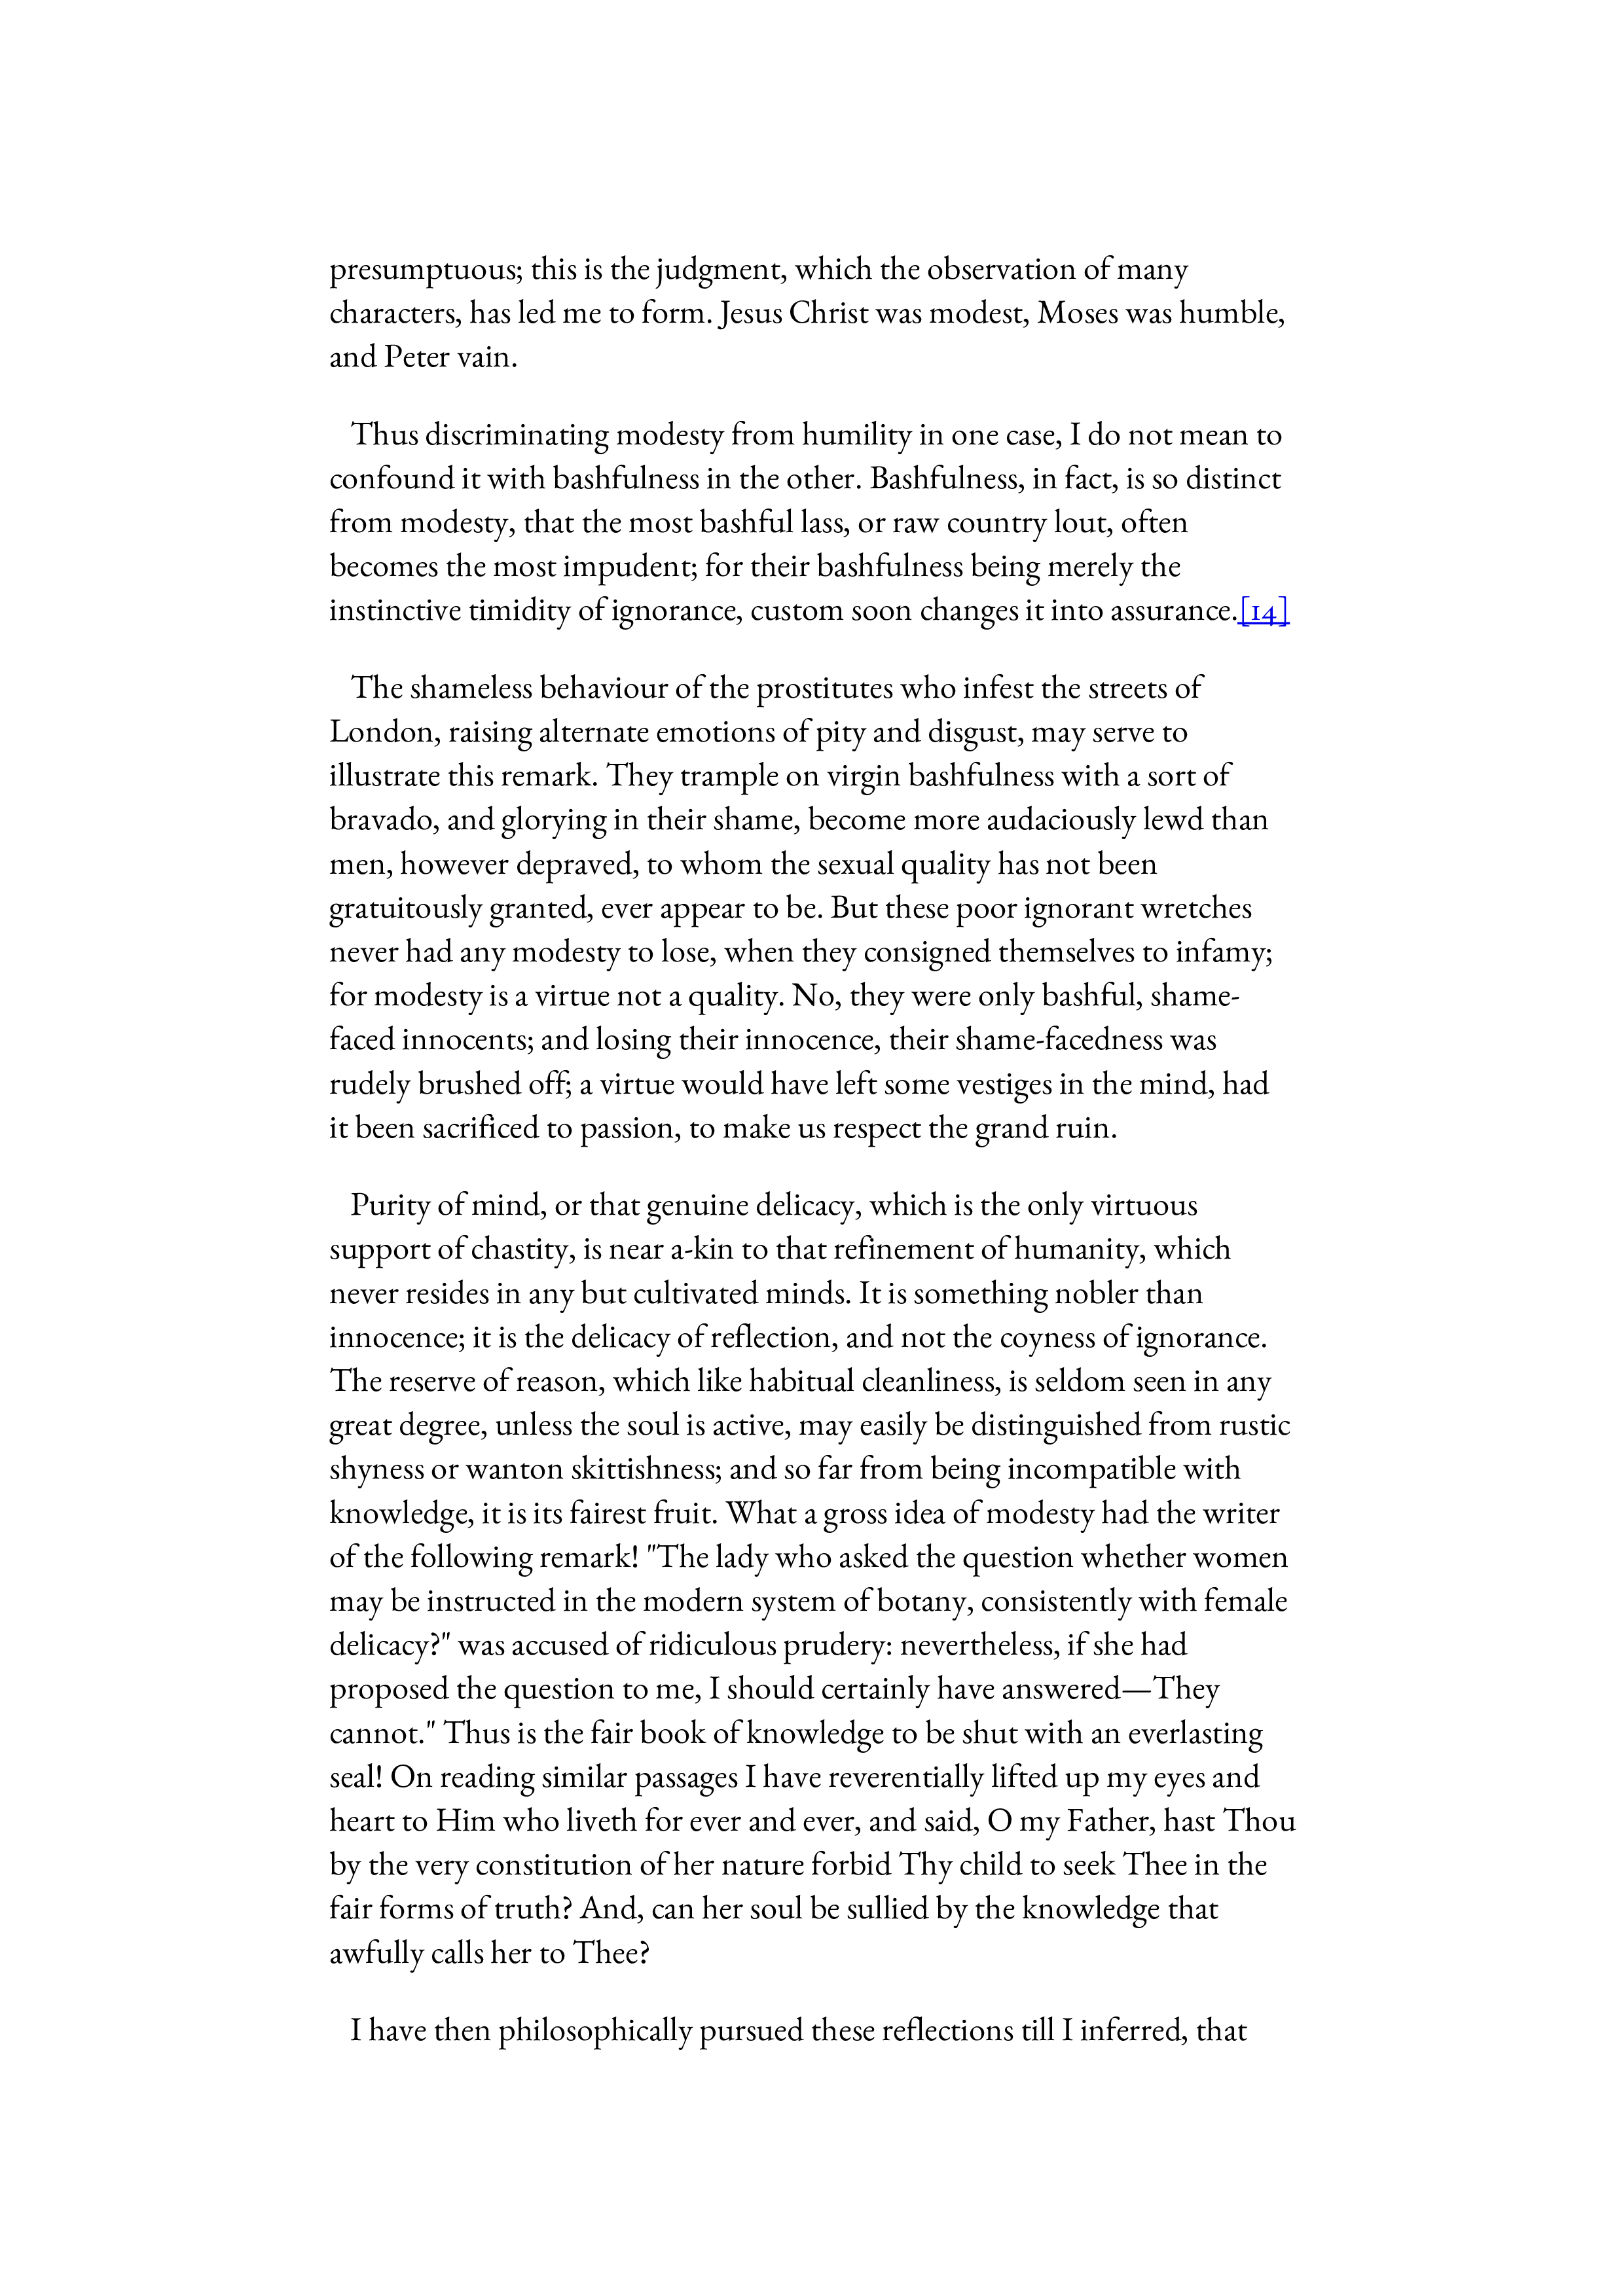 presumptuous; this is the judgment, which the observation of many
characters, has led me to form. Jesus Christ was modest, Moses was humble,
and Peter vain.
Thus discriminating modesty from humility in one case, I do not mean to
confound it with bashfulness in the other. Bashfulness, in fact, is so distinct
from modesty, that the most bashful lass, or raw country lout, often
becomes the most impudent; for their bashfulness being merely the
instinctive timidity of ignorance, custom soon changes it into assurance.[14]
The shameless behaviour of the prostitutes who infest the streets of
London, raising alternate emotions of pity and disgust, may serve to
illustrate this remark. They trample on virgin bashfulness with a sort of
bravado, and glorying in their shame, become more audaciously lewd than
men, however depraved, to whom the sexual quality has not been
gratuitously granted, ever appear to be. But these poor ignorant wretches
never had any modesty to lose, when they consigned themselves to infamy;
for modesty is a virtue not a quality. No, they were only bashful, shame-
faced innocents; and losing their innocence, their shame-facedness was
rudely brushed off; a virtue would have left some vestiges in the mind, had
it been sacrificed to passion, to make us respect the grand ruin.
Purity of mind, or that genuine delicacy, which is the only virtuous
support of chastity, is near a-kin to that refinement of humanity, which
never resides in any but cultivated minds. It is something nobler than
innocence; it is the delicacy of reflection, and not the coyness of ignorance.
The reserve of reason, which like habitual cleanliness, is seldom seen in any
great degree, unless the soul is active, may easily be distinguished from rustic
shyness or wanton skittishness; and so far from being incompatible with
knowledge, it is its fairest fruit. What a gross idea of modesty had the writer
of the following remark! "The lady who asked the question whether women
may be instructed in the modern system of botany, consistently with female
delicacy?" was accused of ridiculous prudery: nevertheless, if she had
proposed the question to me, I should certainly have answered—They
cannot." Thus is the fair book of knowledge to be shut with an everlasting
seal! On reading similar passages I have reverentially lifted up my eyes and
heart to Him who liveth for ever and ever, and said, O my Father, hast Thou
by the very constitution of her nature forbid Thy child to seek Thee in the
fair forms of truth? And, can her soul be sullied by the knowledge that
awfully calls her to Thee?
I have then philosophically pursued these reflections till I inferred, that